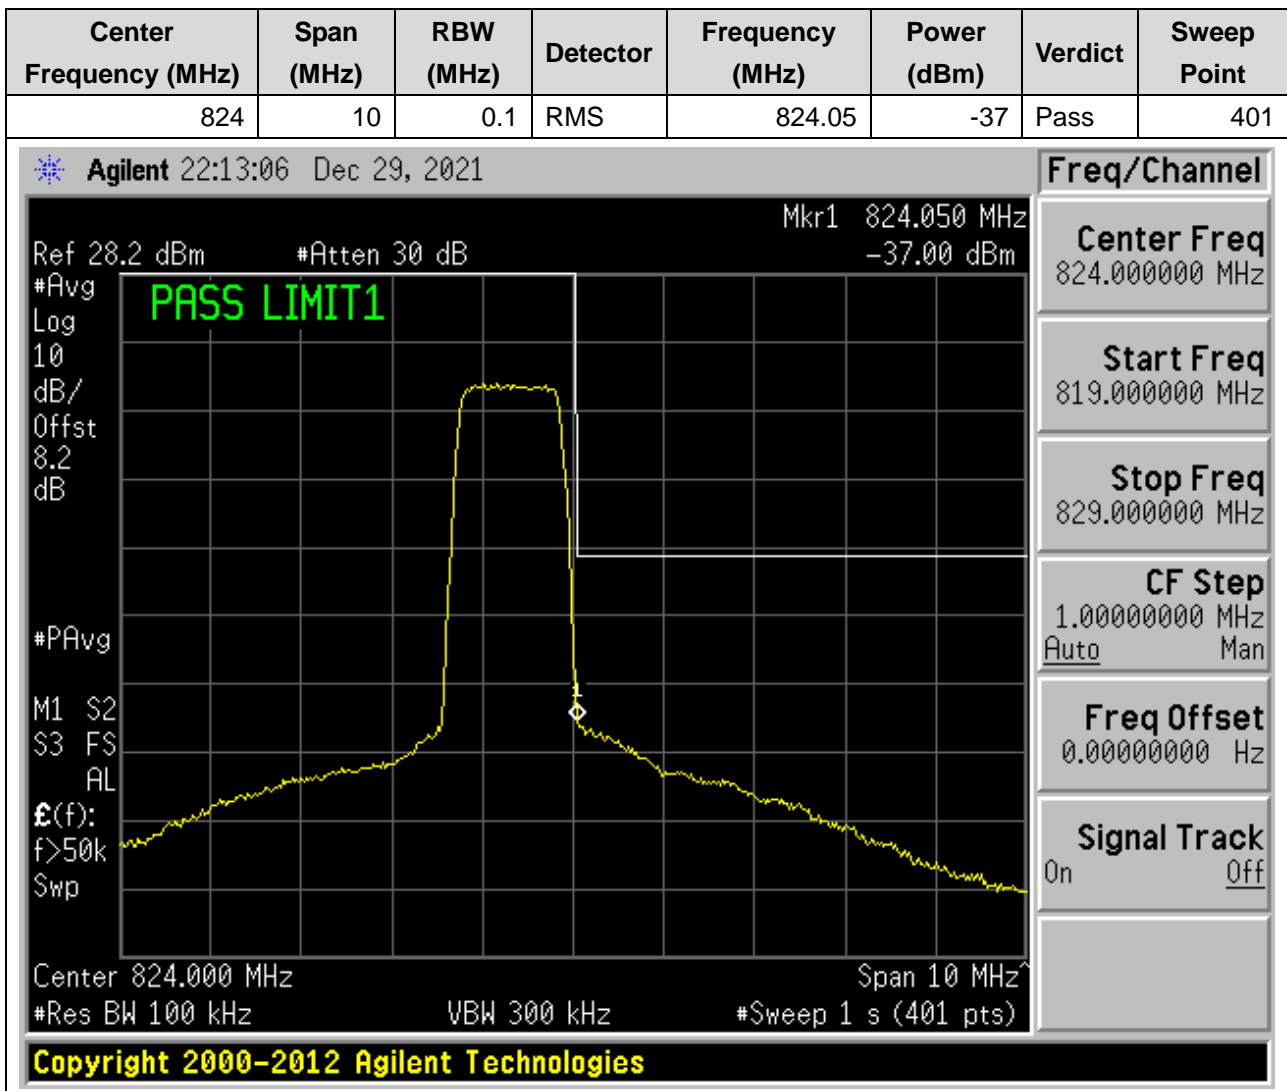 Center Frequency (MHz) Span (MHz) RBW (MHz) Detector Frequency (MHz) Power (dBm) Verdict Sweep Point
824 10 0.1 RMS 824.05 -37 Pass 401
Agilent 22:13:06 Dec 29, 2021
Freq/Channel
Mkr1 824.050 MHz
Ref 28.2 dBm #Atten 30 dB -37.00 dBm
#Avg
Log
10
dB/
Offst
8.2
dB
PASS LIMIT1
#PAvg
M1 S2
S3 FS
AL
£(f):
f>50k
Swp
1
Center 824.000 MHz Span 10 MHz^
#Res BW 100 kHz VBW 300 kHz #Sweep 1 s (401 pts)
Center Freq
824.000000 MHz
Start Freq
819.000000 MHz
Stop Freq
829.000000 MHz
CF Step
1.00000000 MHz
Auto Man
Freq Offset
0.00000000 Hz
Signal Track
On Off
Copyright 2000-2012 Agilent Technologies